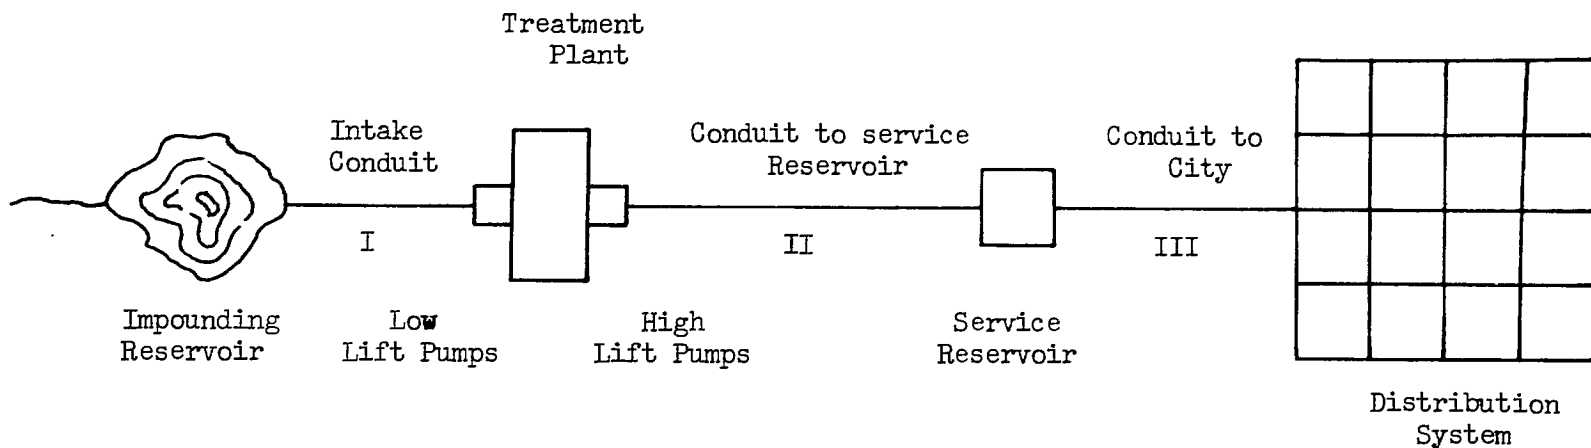 Treatment
Plant
Intake
Conduit
Conduit to service
Reservoir
Conduit to
City
I
II
III
Impounding
Reservoir
Low
Lift Pumps
High
Lift Pumps
Service
Reservoir
Distribution
System